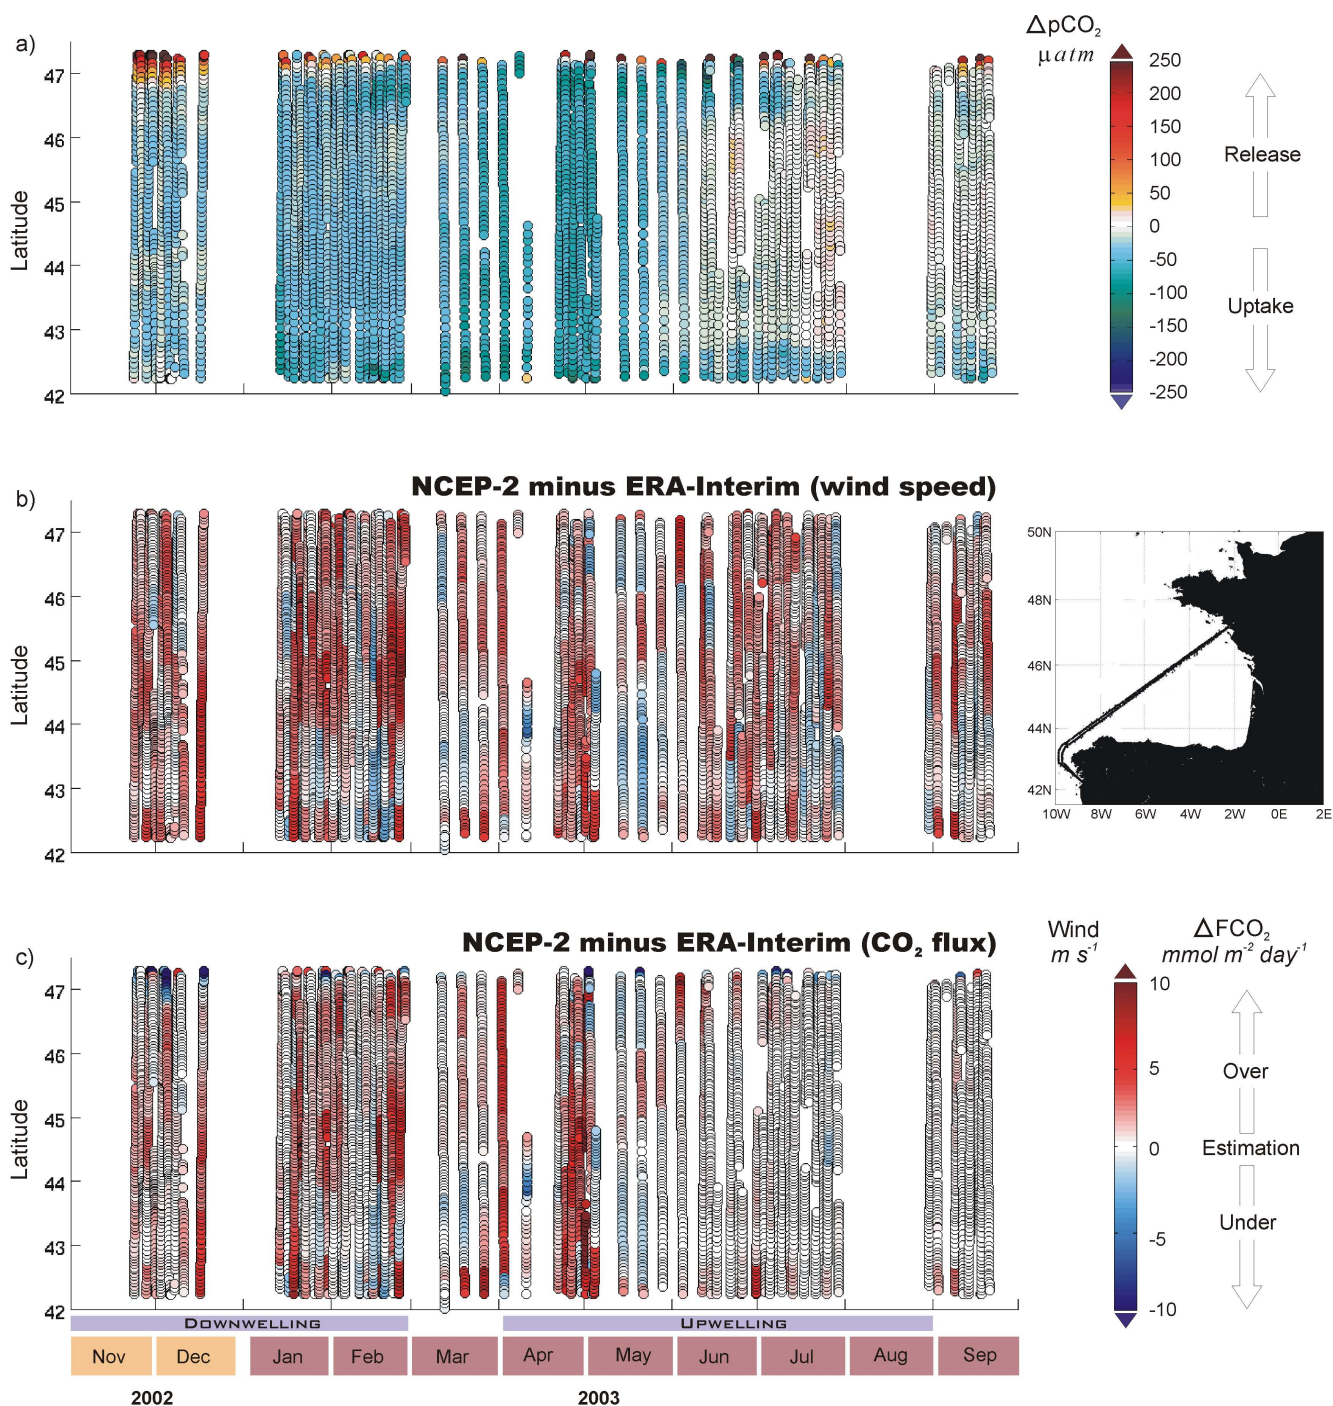 a)
ΔpCO₂
μatm
Latitude
47
46
45
44
43
42
250
200
150
100
50
0
-50
-100
-150
-200
-250
Release
Uptake
NCEP-2 minus ERA-Interim (wind speed)
b)
Latitude
47
46
45
44
43
42
50N
48N
46N
44N
42N
10W 8W 6W 4W 2W 0E 2E
NCEP-2 minus ERA-Interim (CO₂ flux)
c)
Latitude
47
46
45
44
43
42
Wind
m s⁻¹
ΔFCO₂
mmol m⁻² day⁻¹
10
5
0
-5
-10
Over
Estimation
Under
DOWNWELLING UPWELLING
Nov Dec Jan Feb Mar Apr May Jun Jul Aug Sep
2002 2003